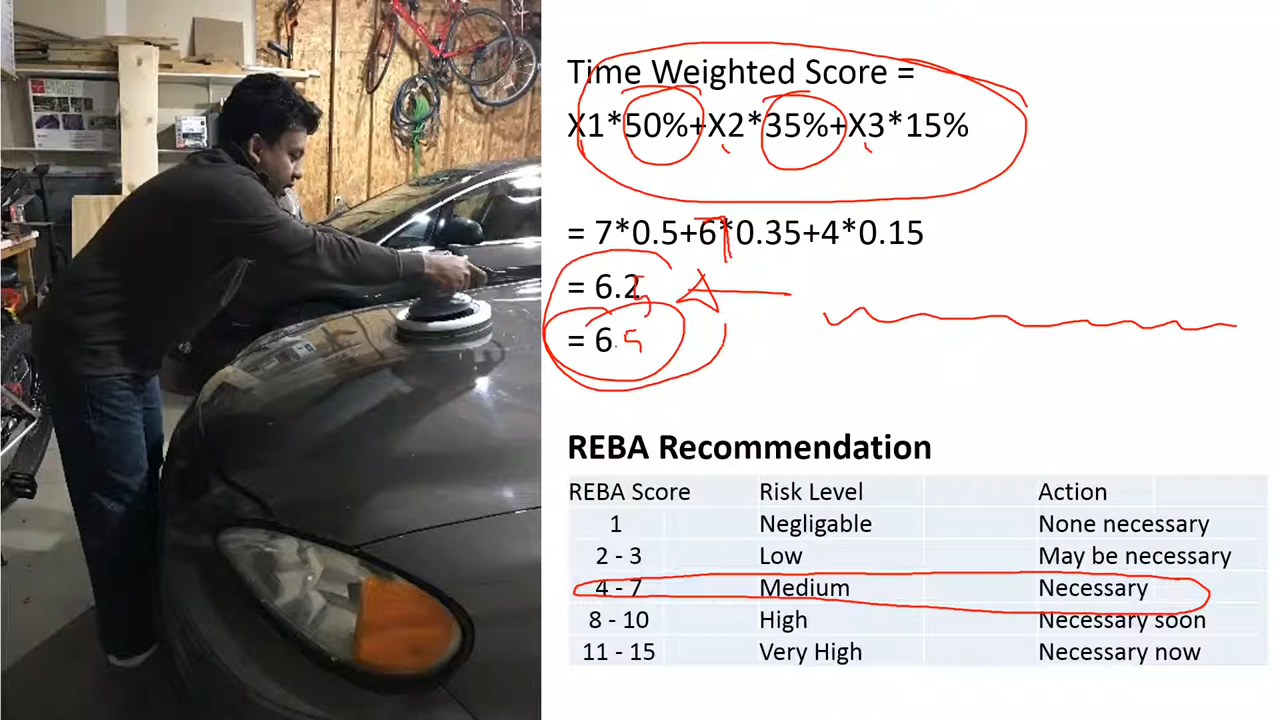 Time Weighted Score =
X1*50%+X2*35%+X3*15%
= 7*0.5+6*0.35+4*0.15
= 6.2
= 6.5
REBA Recommendation
REBA Score Risk Level Action
1 Negligable None necessary
2 - 3 Low May be necessary
4 - 7 Medium Necessary
8 - 10 High Necessary soon
11 - 15 Very High Necessary now